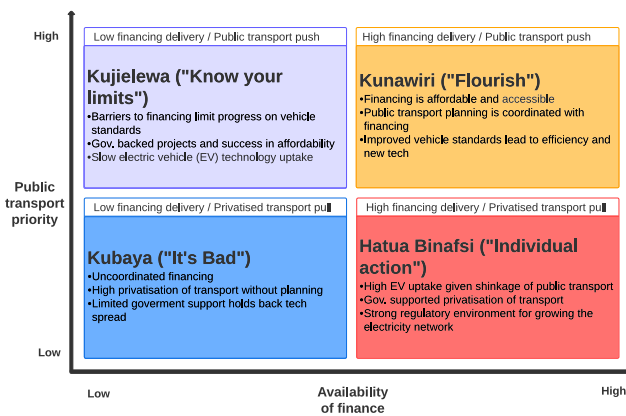 High
Low financing delivery / Public transport push
Kujielewa ("Know your
limits")
•Barriers to financing limit progress on vehicle
standards
•Gov. backed projects and success in affordability
•Slow electric vehicle (EV) technology uptake
High financing delivery / Public transport push
Kunawiri ("Flourish")
•Financing is affordable and accessible
•Public transport planning is coordinated with
financing
•Improved vehicle standards lead to efficiency and
new tech
Public
transport
priority
Low financing delivery / Privatised transport pull
Kubaya ("It's Bad")
•Uncoordinated financing
•High privatisation of transport without planning
•Limited goverment support holds back tech
spread
High financing delivery / Privatised transport pull
Hatua Binafsi ("Individual
action")
•High EV uptake given shinkage of public transport
•Gov. supported privatisation of transport
•Strong regulatory environment for growing the
electricity network
Low
Low
Availability
of finance
High